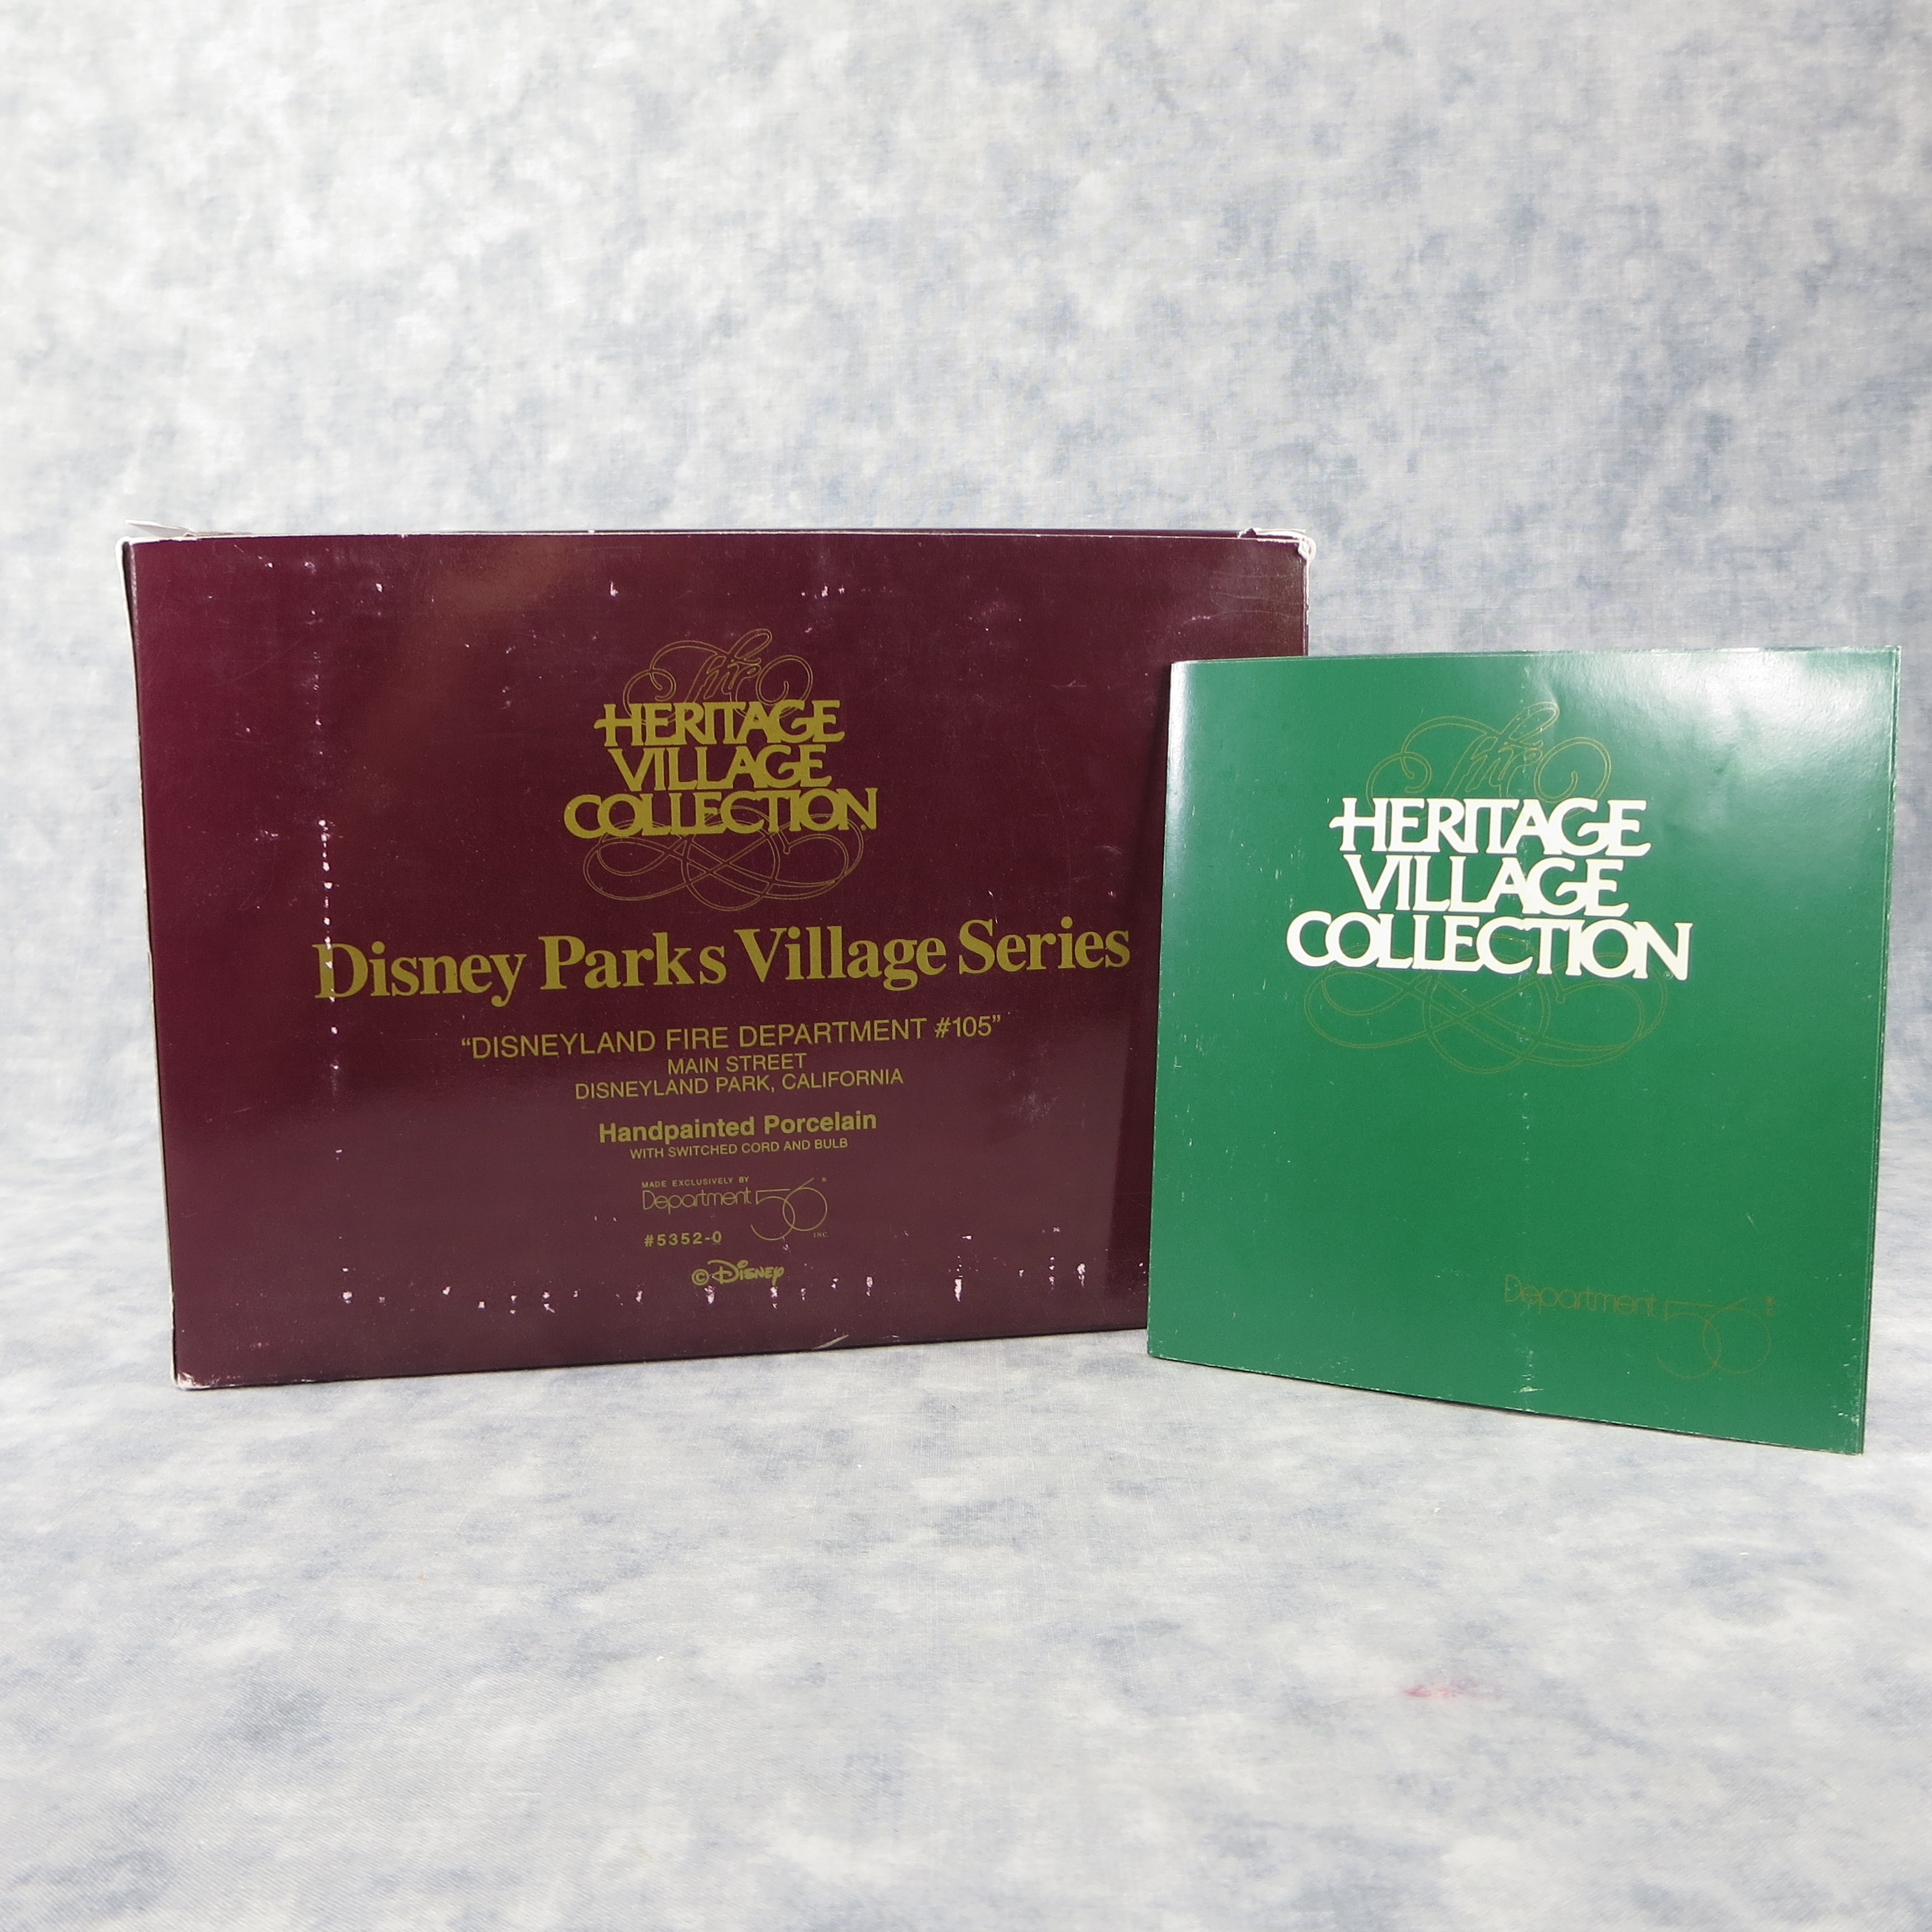 The
HERITAGE
VILLAGE
COLLECTION
Disney Parks Village Series
“DISNEYLAND FIRE DEPARTMENT #105”
MAIN STREET
DISNEYLAND PARK, CALIFORNIA
Handpainted Porcelain
WITH SWITCHED CORD AND BULB
MADE EXCLUSIVELY BY
Department 56®
INC.
#5352-0
© Disney
The
HERITAGE
VILLAGE
COLLECTION
Department 56